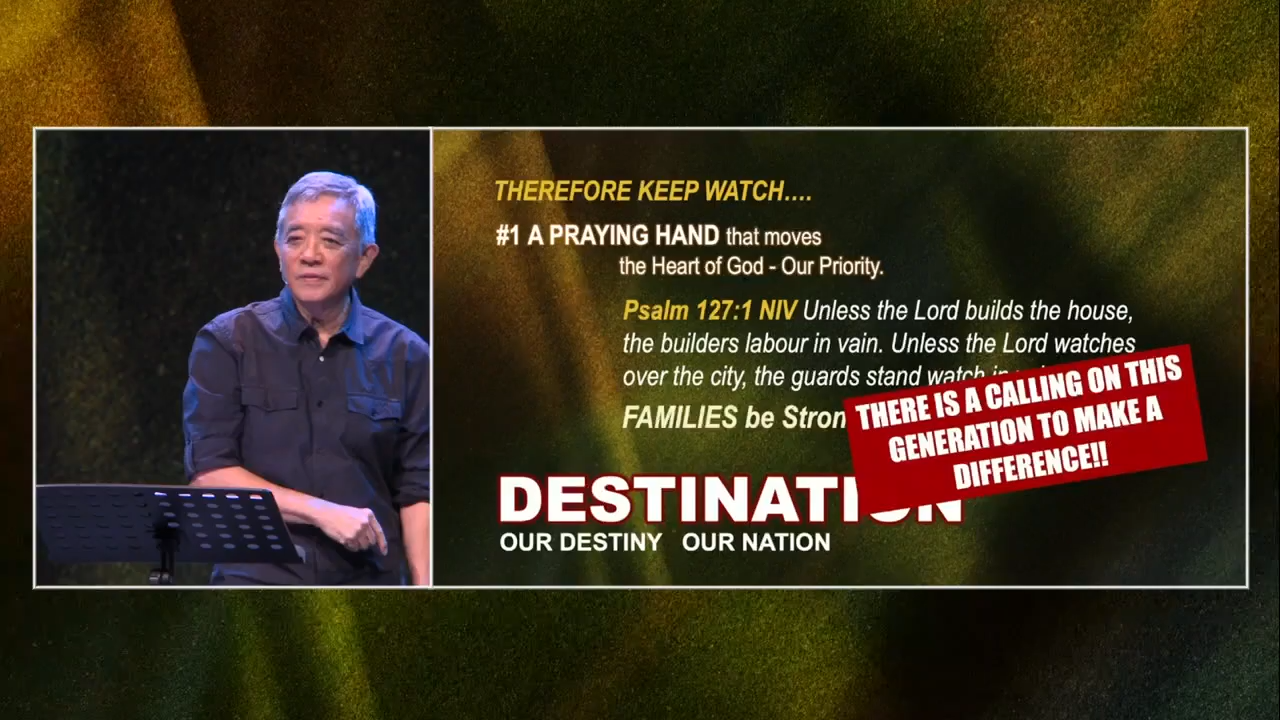 THEREFORE KEEP WATCH....
#1 A PRAYING HAND that moves
the Heart of God - Our Priority.
Psalm 127:1 NIV Unless the Lord builds the house,
the builders labour in vain. Unless the Lord watches
over the city, the guards stand watch
FAMILIES be
THERE IS A CALLING ON THIS
GENERATION TO MAKE A
DIFFERENCE!!
DESTINATION
OUR DESTINY OUR NATION